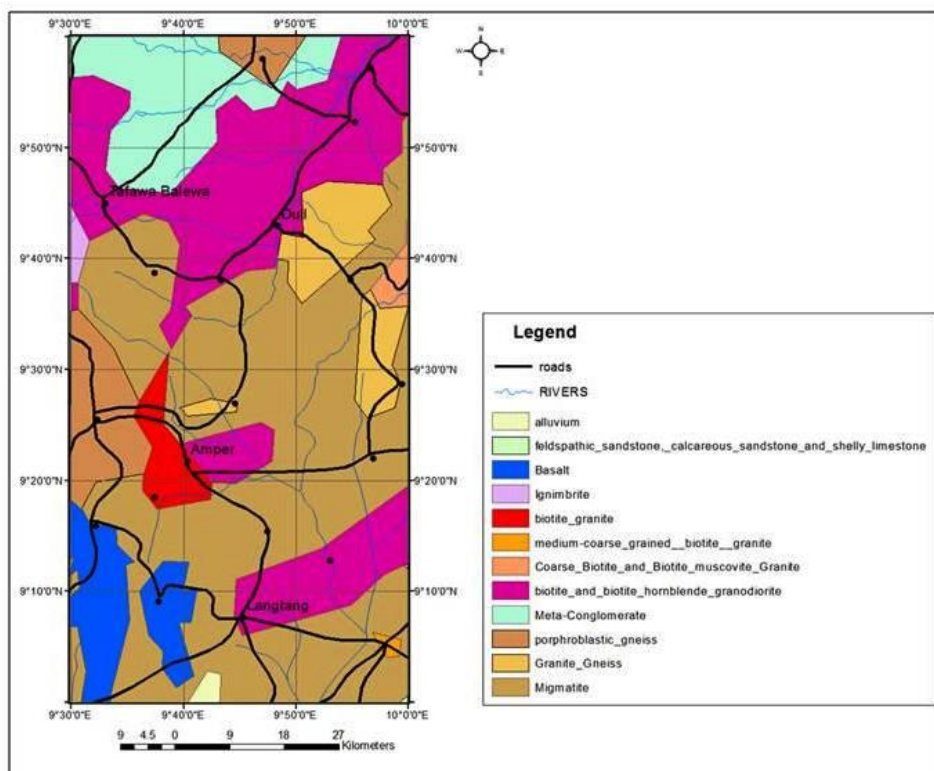 9°30'0"E 9°40'0"E 9°50'0"E 10°0'0"E
N
W E
S
9°50'0"N 9°50'0"N
Tafawa Balewa
Duil
9°40'0"N 9°40'0"N
9°30'0"N 9°30'0"N
Amper
9°20'0"N 9°20'0"N
9°10'0"N 9°10'0"N
Langtang
9°30'0"E 9°40'0"E 9°50'0"E 10°0'0"E
9 4.5 0 9 18 27
Kilometers
Legend
roads
RIVERS
alluvium
feldspathic_sandstone,_calcareous_sandstone_and_shelly_limestone
Basalt
Ignimbrite
biotite_granite
medium-coarse_grained__biotite__granite
Coarse_Biotite_and_Biotite_muscovite_Granite
biotite_and_biotite_hornblende_granodiorite
Meta-Conglomerate
porphroblastic_gneiss
Granite_Gneiss
Migmatite